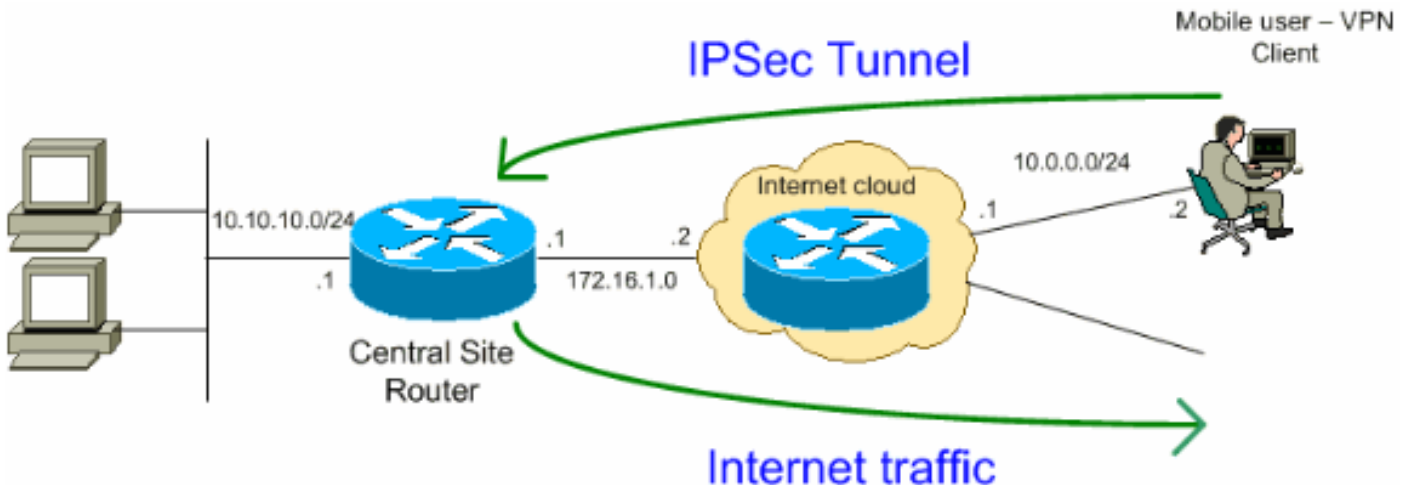 Mobile user – VPN
Client
IPSec Tunnel
10.0.0.0/24
Internet cloud
10.10.10.0/24
.1
.2
.1
.2
.1
172.16.1.0
Central Site
Router
Internet traffic